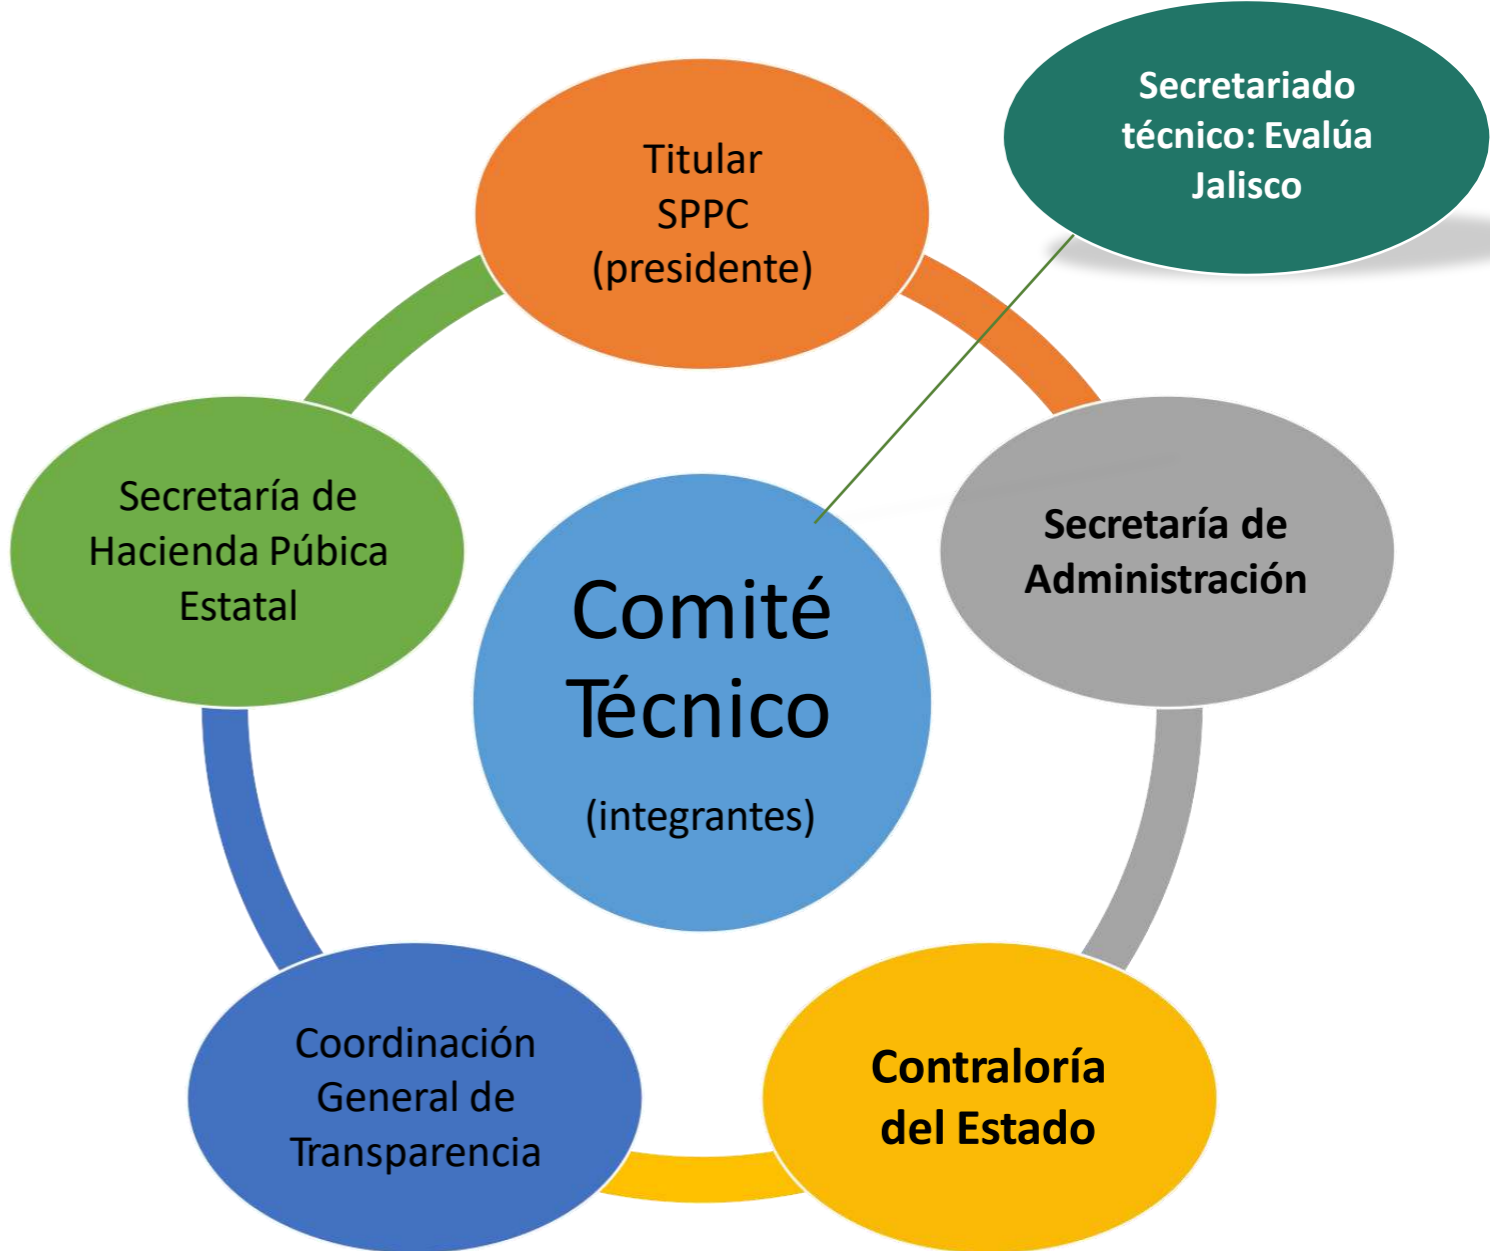 Secretariado
técnico: Evalúa
Jalisco
Titular
SPPC
(presidente)
Secretaría de
Hacienda Púbica
Estatal
Secretaría de
Administración
Comité
Técnico
(integrantes)
Coordinación
General de
Transparencia
Contraloría
del Estado